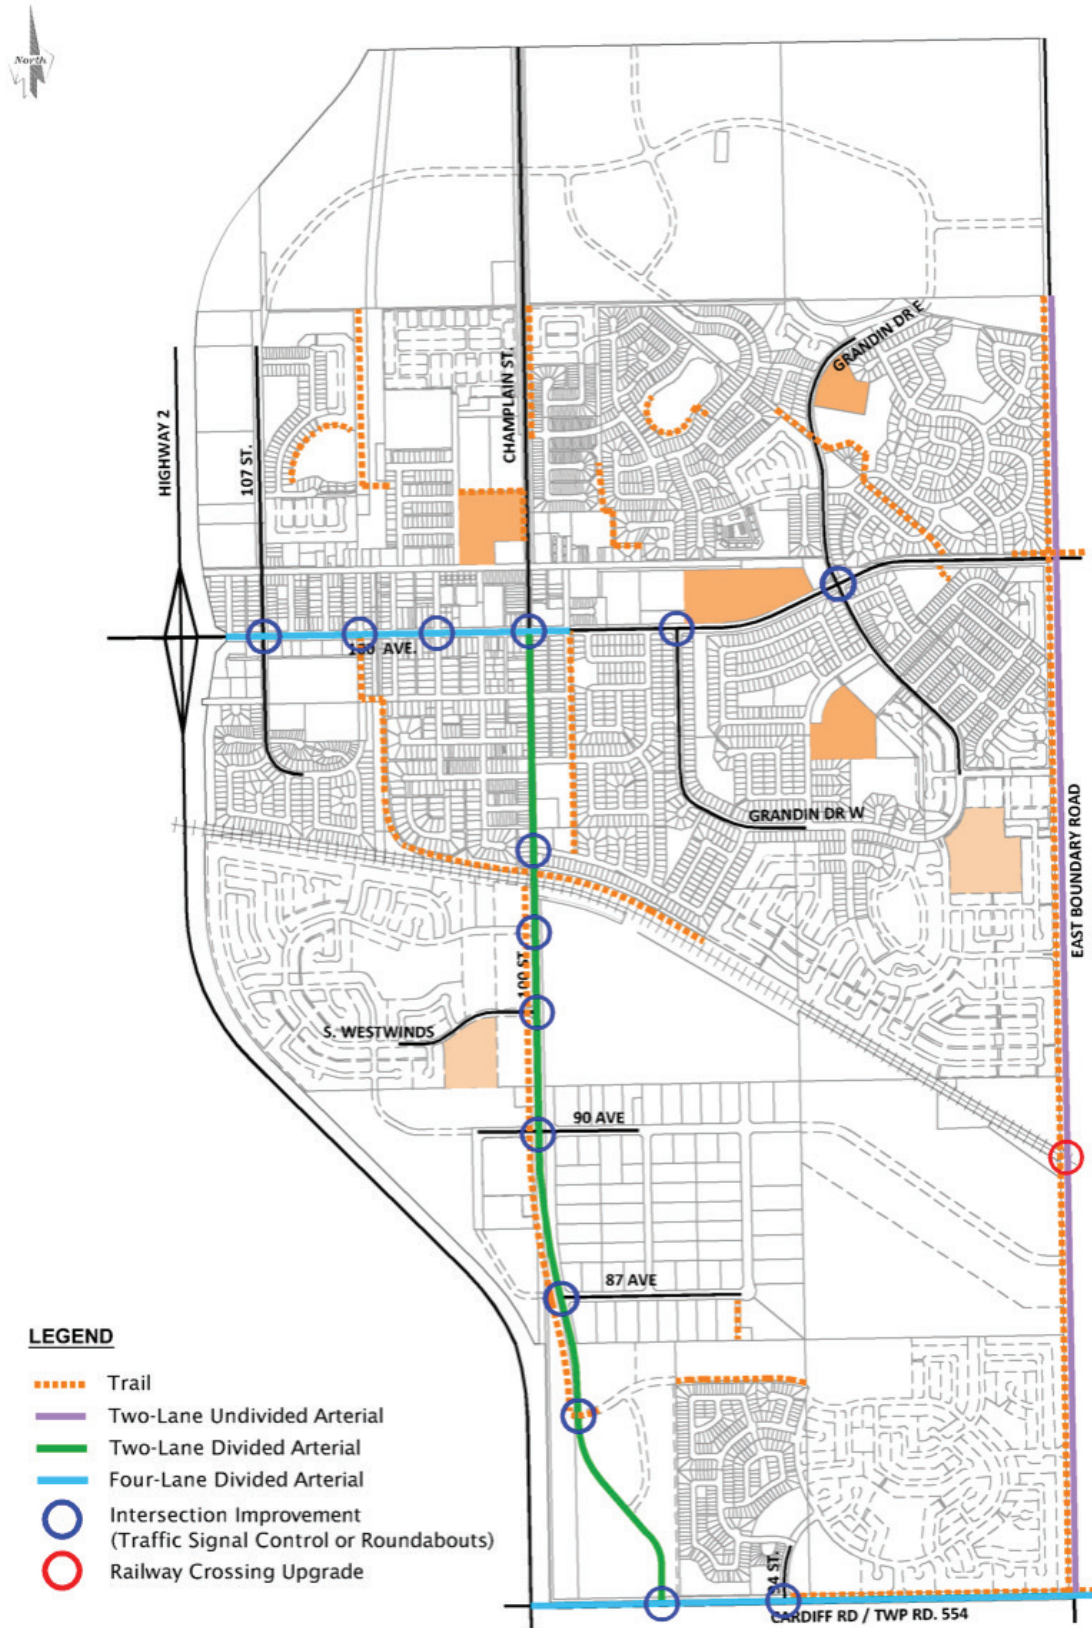 North
GRANDIN DR E
CHAMPLAIN ST.
HIGHWAY 2
107 ST.
100 AVE.
GRANDIN DR W
EAST BOUNDARY ROAD
100 ST.
S. WESTWINDS
90 AVE
87 AVE
LEGEND
Trail
Two-Lane Undivided Arterial
Two-Lane Divided Arterial
Four-Lane Divided Arterial
Intersection Improvement
(Traffic Signal Control or Roundabouts)
Railway Crossing Upgrade
ST.
CARDIFF RD / TWP RD. 554